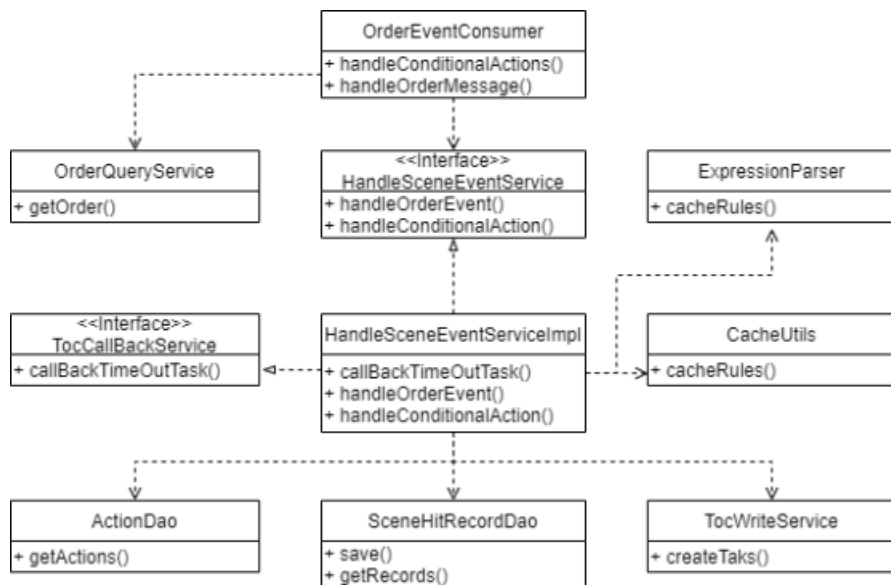 OrderEventConsumer
+ handleConditionalActions()
+ handleOrderMessage()
OrderQueryService
+ getOrder()
<<Interface>>
HandleSceneEventService
+ handleOrderEvent()
+ handleConditionalAction()
ExpressionParser
+ cacheRules()
<<Interface>>
TocCallBackService
+ callBackTimeOutTask()
HandleSceneEventServiceImpl
+ callBackTimeOutTask()
+ handleOrderEvent()
+ handleConditionalAction()
CacheUtils
+ cacheRules()
ActionDao
+ getActions()
SceneHitRecordDao
+ save()
+ getRecords()
TocWriteService
+ createTaks()